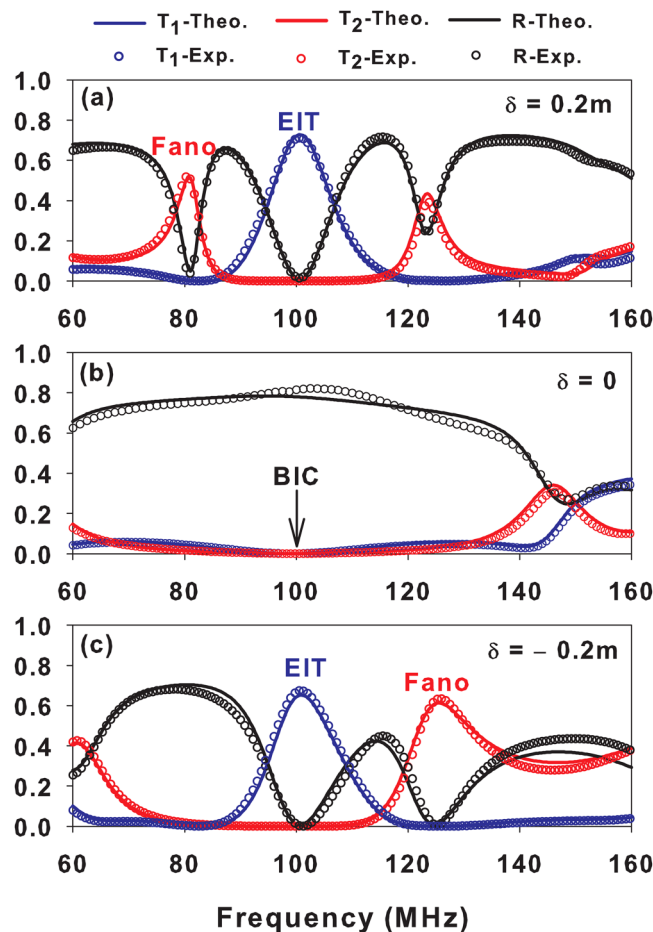 T1-Theo. T2-Theo. R-Theo.
T1-Exp. T2-Exp. R-Exp.
1.0
0.8
0.6
0.4
0.2
0.0
(a)
δ = 0.2m
EIT
Fano
60 80 100 120 140 160
1.0
0.8
0.6
0.4
0.2
0.0
(b)
δ = 0
BIC
60 80 100 120 140 160
1.0
0.8
0.6
0.4
0.2
0.0
(c)
δ = – 0.2m
EIT
Fano
60 80 100 120 140 160
Frequency (MHz)